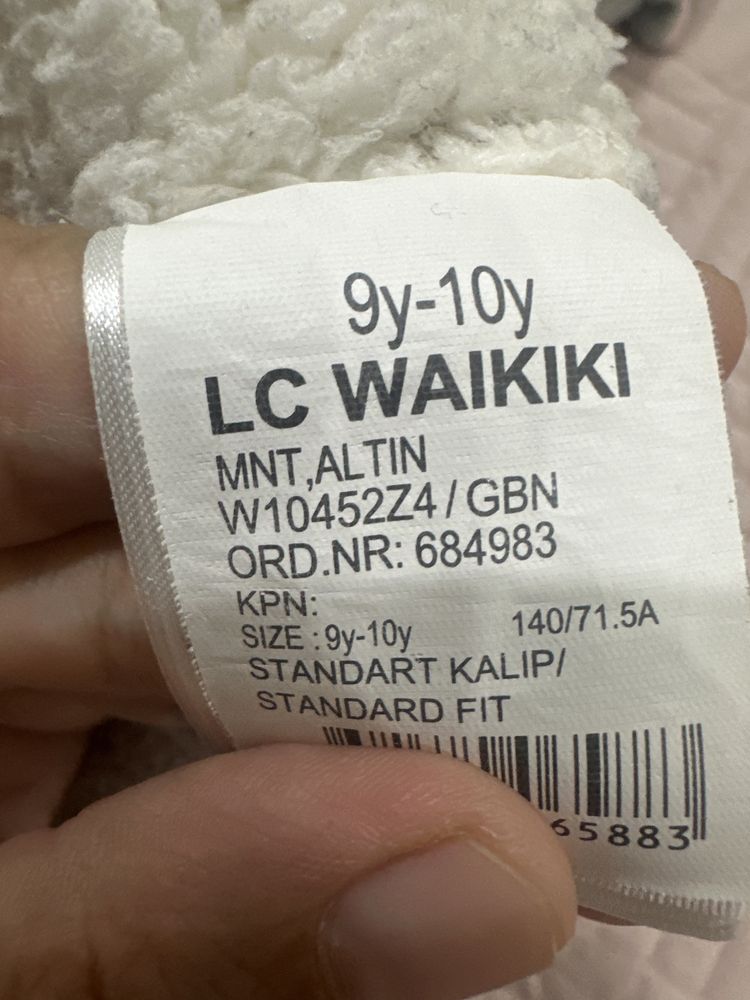 9y-10y
LC WAIKIKI
MNT,ALTIN
W10452Z4 / GBN
ORD.NR: 684983
KPN:
SIZE : 9y-10y 140/71.5A
STANDART KALIP/
STANDARD FIT
65883